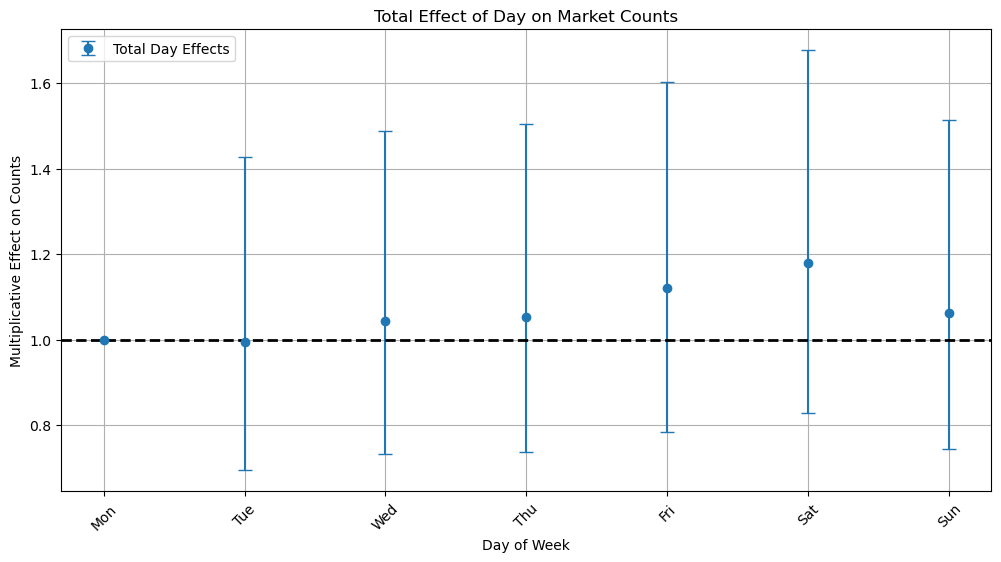 Total Effect of Day on Market Counts
Total Day Effects
Multiplicative Effect on Counts
1.6
1.4
1.2
1.0
0.8
Mon
Tue
Wed
Thu
Fri
Sat
Sun
Day of Week